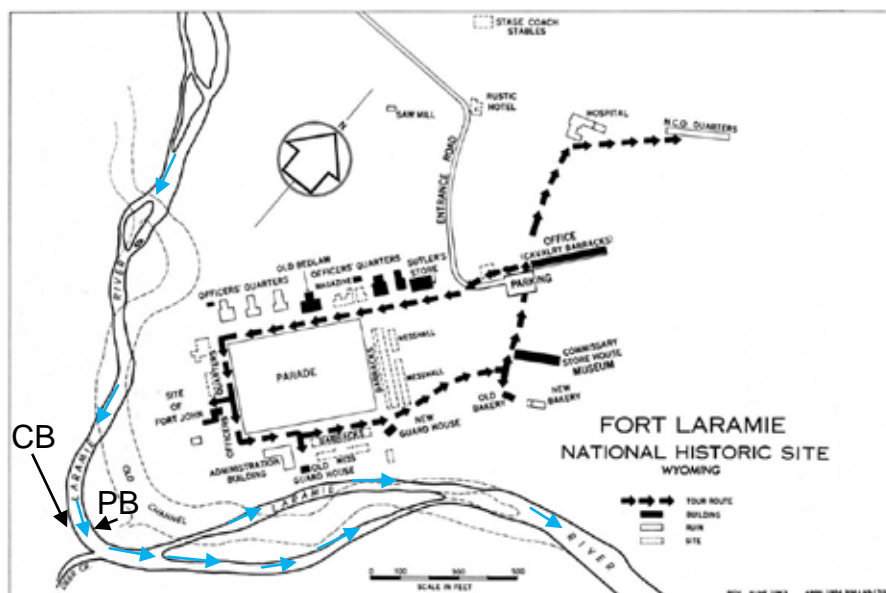 STAGE COACH
STABLES
RUSTIC
HOTEL
SAW MILL
HOSPITAL
N.C.O. QUARTERS
N
ENTRANCE ROAD
OFFICE
(CAVALRY BARRACKS)
PARKING
OLD BEDLAM
OFFICERS' QUARTERS
MAGAZINE
OFFICERS' QUARTERS
SUTLER'S
STORE
RIVER
LARAMIE
PARADE
BARRACKS
MESSHALL
MESSHALL
COMMISSARY
STORE HOUSE
MUSEUM
OLD
BAKERY
NEW
BAKERY
SITE
OF
FORT JOHN
OFFICERS
QUARTERS
NEW
GUARD HOUSE
BARRACKS
ADMINISTRATION
BUILDING
OLD MESS
GUARD HOUSE
OLD
CHANNEL
LARAMIE
RIVER
CB
PB
FORT LARAMIE
NATIONAL HISTORIC SITE
WYOMING
TOUR ROUTE
BUILDING
RUIN
SITE
100 0 100 300 500
SCALE IN FEET